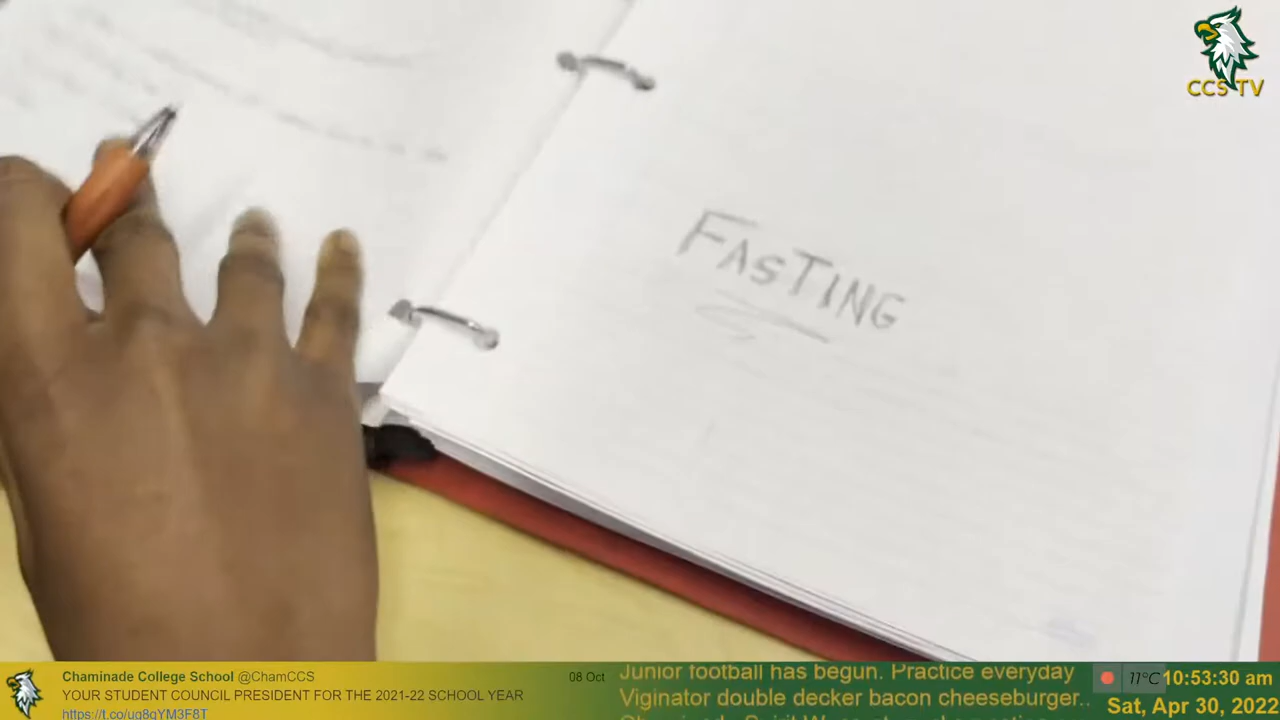 CCS TV
FASTING
Chaminade College School @ChamCCS
08 Oct
YOUR STUDENT COUNCIL PRESIDENT FOR THE 2021-22 SCHOOL YEAR
https://t.co/ug8qYM3F8T
Junior football has begun. Practice everyday
Viginator double decker bacon cheeseburger..
11°C
10:53:30 am
Sat, Apr 30, 2022